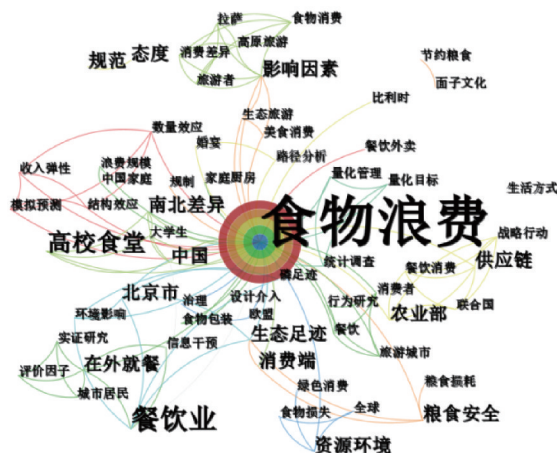 拉萨
食物消费
规范
态度
消费差异
高原旅游
节约粮食
旅游者
影响因素
面子文化
比利时
生态旅游
数量效应
美食消费
婚宴
餐饮外卖
路径分析
收入弹性
浪费规模
中国家庭
规制
家庭厨房
量化管理
量化目标
生活方式
模拟预测
结构效应
南北差异
食物浪费
大学生
战略行动
高校食堂
中国
统计调查
餐饮消费
供应链
磷足迹
北京市
治理
设计介入
行为研究
消费者
联合国
环境影响
食物包装
欧盟
农业部
实证研究
信息干预
生态足迹
餐饮
旅游城市
评价因子
在外就餐
消费端
城市居民
绿色消费
粮食损耗
餐饮业
食物损失
全球
粮食安全
资源环境